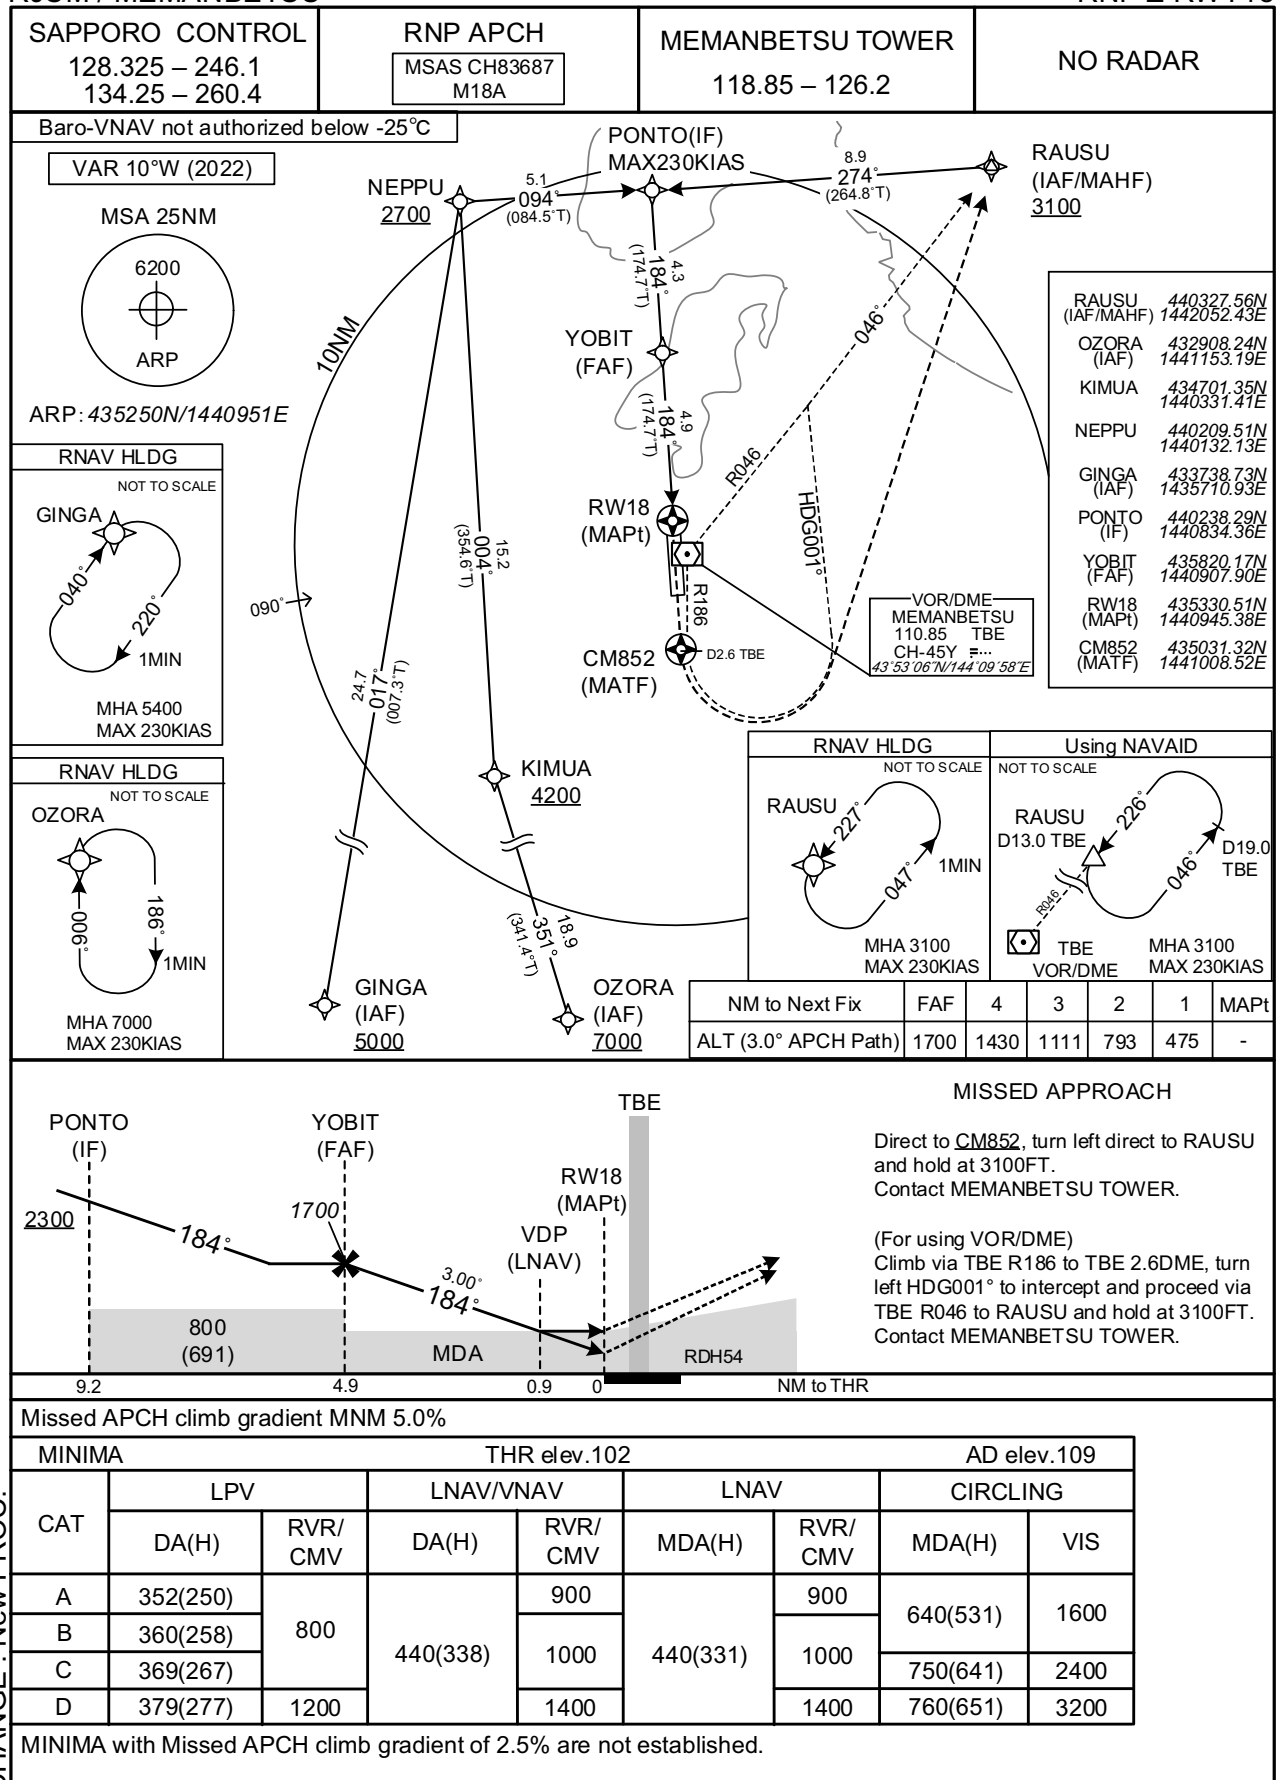 SAPPORO CONTROL
128.325 – 246.1
134.25 – 260.4
RNP APCH
MSAS CH83687
M18A
MEMANBETSU TOWER
118.85 – 126.2
NO RADAR
Baro-VNAV not authorized below -25°C
VAR 10°W (2022)
MSA 25NM
6200
ARP
ARP: 435250N/1440951E
NEPPU
2700
5.1
094°
(084.5°T)
PONTO(IF)
MAX230KIAS
8.9
274°
(264.8°T)
RAUSU
(IAF/MAHF)
3100
10NM
4.3
184°
(174.7°T)
YOBIT
(FAF)
4.9
184°
(174.7°T)
046°
R046
HDG001°
RW18
(MAPt)
R186
CM852
(MATF)
D2.6 TBE
VOR/DME
MEMANBETSU
110.85 TBE
CH-45Y
43°53′06″N/144°09′58″E
RAUSU 440327.56N
(IAF/MAHF) 1442052.43E
OZORA 432908.24N
(IAF) 1441153.19E
KIMUA 434701.35N
1440331.41E
NEPPU 440209.51N
1440132.13E
GINGA 433738.73N
(IAF) 1435710.93E
PONTO 440238.29N
(IF) 1440834.36E
YOBIT 435820.17N
(FAF) 1440907.90E
RW18 435330.51N
(MAPt) 1440945.38E
CM852 435031.32N
(MATF) 1441008.52E
RNAV HLDG
NOT TO SCALE
GINGA
040°
220°
1MIN
MHA 5400
MAX 230KIAS
090°
15.2
004°
(354.6°T)
24.7
017°
(007.3°T)
KIMUA
4200
18.9
351°
(341.4°T)
GINGA
(IAF)
5000
OZORA
(IAF)
7000
RNAV HLDG
NOT TO SCALE
OZORA
006°
186°
1MIN
MHA 7000
MAX 230KIAS
RNAV HLDG
NOT TO SCALE
RAUSU
227°
047°
1MIN
MHA 3100
MAX 230KIAS
Using NAVAID
NOT TO SCALE
RAUSU
D13.0 TBE
226°
046°
D19.0
TBE
R046
TBE
VOR/DME
MHA 3100
MAX 230KIAS
NM to Next Fix FAF 4 3 2 1 MAPt
ALT (3.0° APCH Path) 1700 1430 1111 793 475 -
PONTO
(IF)
2300
184°
YOBIT
(FAF)
1700
3.00°
184°
VDP
(LNAV)
RW18
(MAPt)
TBE
800
(691)
MDA
RDH54
9.2 4.9 0.9 0 NM to THR
MISSED APPROACH
Direct to CM852, turn left direct to RAUSU
and hold at 3100FT.
Contact MEMANBETSU TOWER.
(For using VOR/DME)
Climb via TBE R186 to TBE 2.6DME, turn
left HDG001° to intercept and proceed via
TBE R046 to RAUSU and hold at 3100FT.
Contact MEMANBETSU TOWER.
Missed APCH climb gradient MNM 5.0%
MINIMA THR elev.102 AD elev.109
CAT LPV LNAV/VNAV LNAV CIRCLING
DA(H) RVR/CMV DA(H) RVR/CMV MDA(H) RVR/CMV MDA(H) VIS
A 352(250) 800 440(338) 900 440(331) 900 640(531) 1600
B 360(258) 1000 1000
C 369(267) 750(641) 2400
D 379(277) 1200 1400 1400 760(651) 3200
MINIMA with Missed APCH climb gradient of 2.5% are not established.